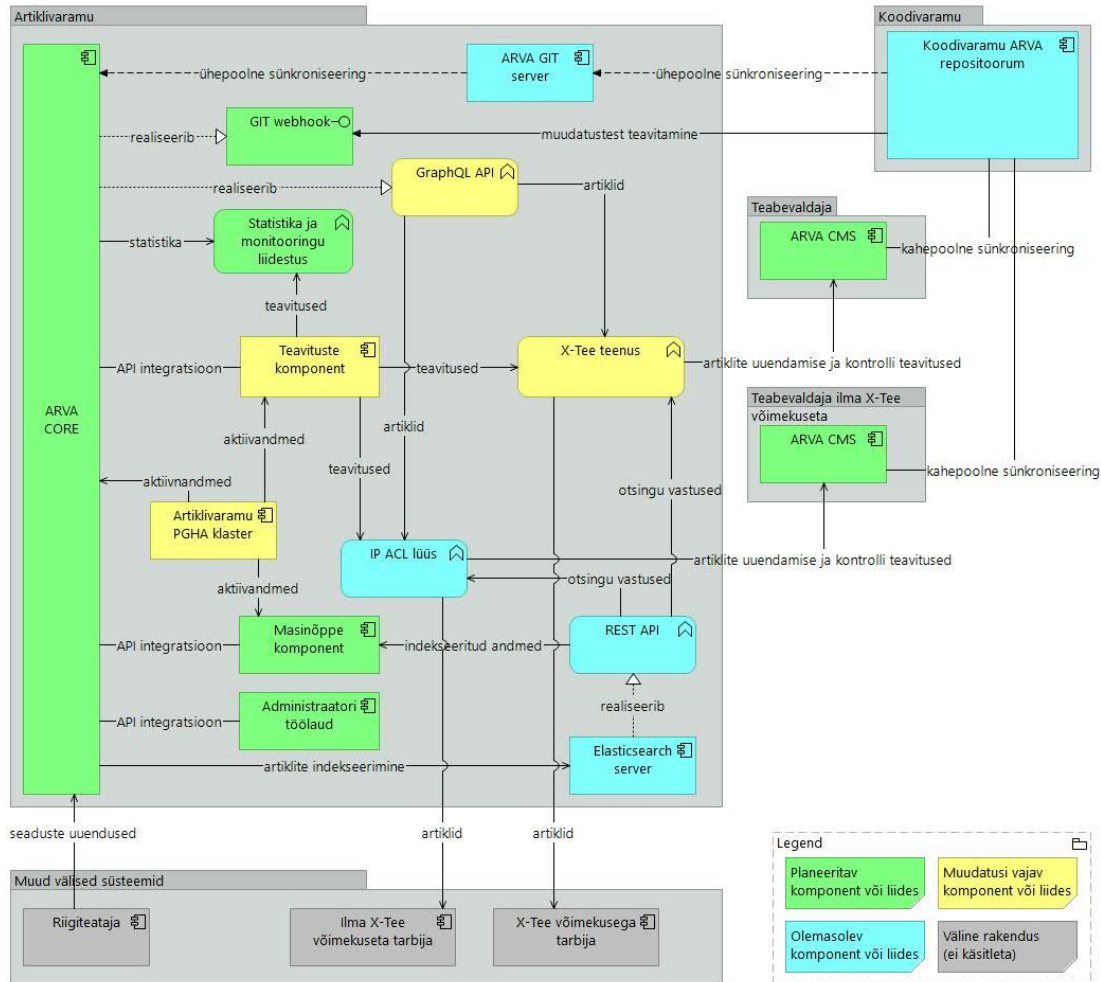 Artiklivaramu
Koodivaramu
ARVA GIT
server
Koodivaramu ARVA
repositoorum
ühepoolne sünkroniseering
ühepoolne sünkroniseering
GIT webhook
realiseerib
muudatustest teavitamine
GraphQL API
realiseerib
artiklid
Statistika ja
monitooringu
liidestus
statistika
Teabevaldaja
ARVA CMS
kahepoolne sünkroniseering
teavitused
Teavituste
komponent
API integratsioon
teavitused
X-Tee teenus
artiklite uuendamise ja kontrolli teavitused
ARVA
CORE
Teabevaldaja ilma X-Tee
võimekuseta
ARVA CMS
kahepoolne sünkroniseering
artiklid
aktiivandmed
teavitused
otsingu vastused
aktiivnandmed
Artiklivaramu
PGHA klaster
IP ACL lüüs
artiklite uuendamise ja kontrolli teavitused
otsingu vastused
aktiivandmed
Masinõppe
komponent
API integratsioon
indekseeritud andmed
REST API
realiseerib
Administraatori
töölaud
API integratsioon
Elasticsearch
server
artiklite indekseerimine
seaduste uuendused
artiklid
artiklid
Muud välised süsteemid
Riigiteataja
Ilma X-Tee
võimekuseta tarbija
X-Tee võimekusega
tarbija
Legend
Planeeritav
komponent või liides
Muudatusi vajav
komponent või liides
Olemasolev
komponent või liides
Väline rakendus
(ei käsitleta)